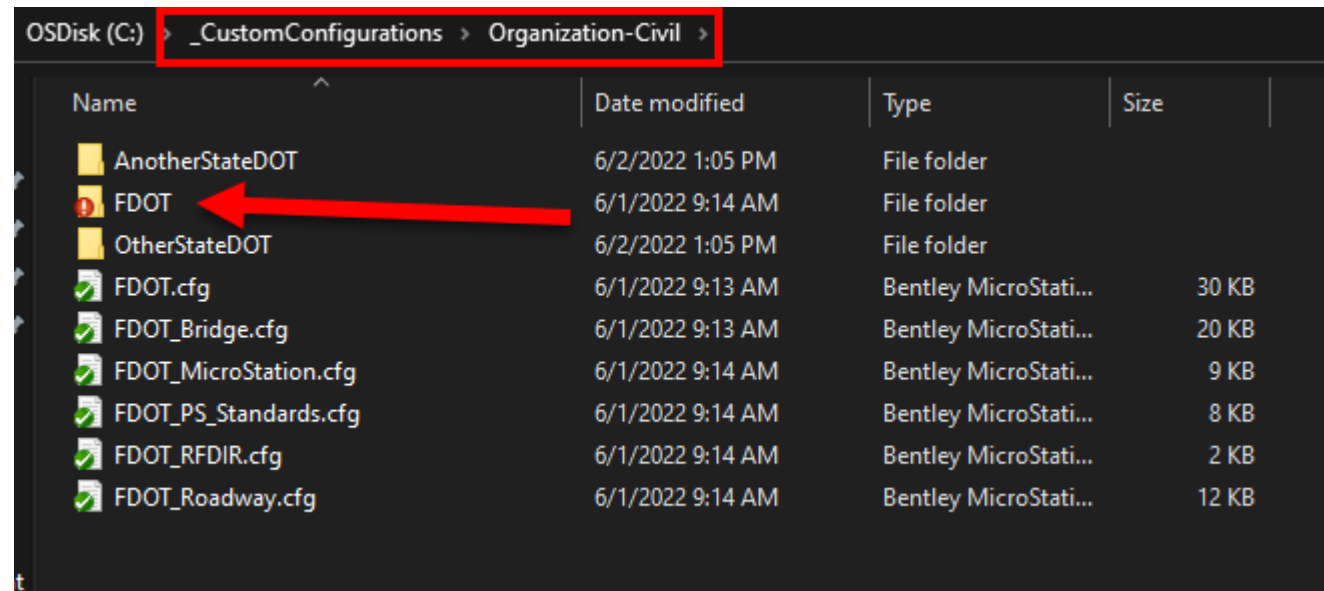 OSDisk (C:) > _CustomConfigurations > Organization-Civil >
Name Date modified Type Size
AnotherStateDOT 6/2/2022 1:05 PM File folder
FDOT 6/1/2022 9:14 AM File folder
OtherStateDOT 6/2/2022 1:05 PM File folder
FDOT.cfg 6/1/2022 9:13 AM Bentley MicroStati... 30 KB
FDOT_Bridge.cfg 6/1/2022 9:13 AM Bentley MicroStati... 20 KB
FDOT_MicroStation.cfg 6/1/2022 9:14 AM Bentley MicroStati... 9 KB
FDOT_PS_Standards.cfg 6/1/2022 9:14 AM Bentley MicroStati... 8 KB
FDOT_RFDIR.cfg 6/1/2022 9:14 AM Bentley MicroStati... 2 KB
FDOT_Roadway.cfg 6/1/2022 9:14 AM Bentley MicroStati... 12 KB